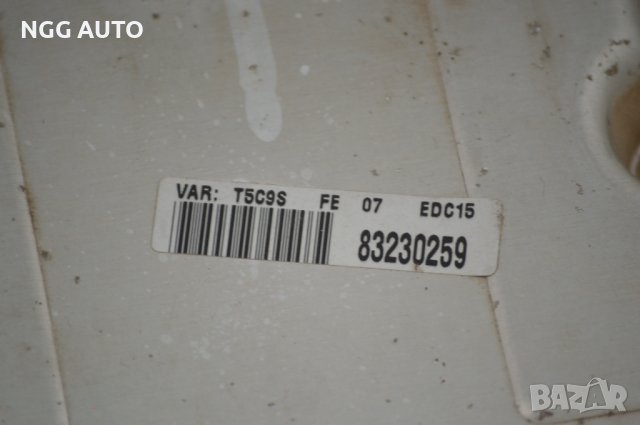 NGG AUTO
VAR: T5C9S FE 07 EDC15
83230259
BAZAR